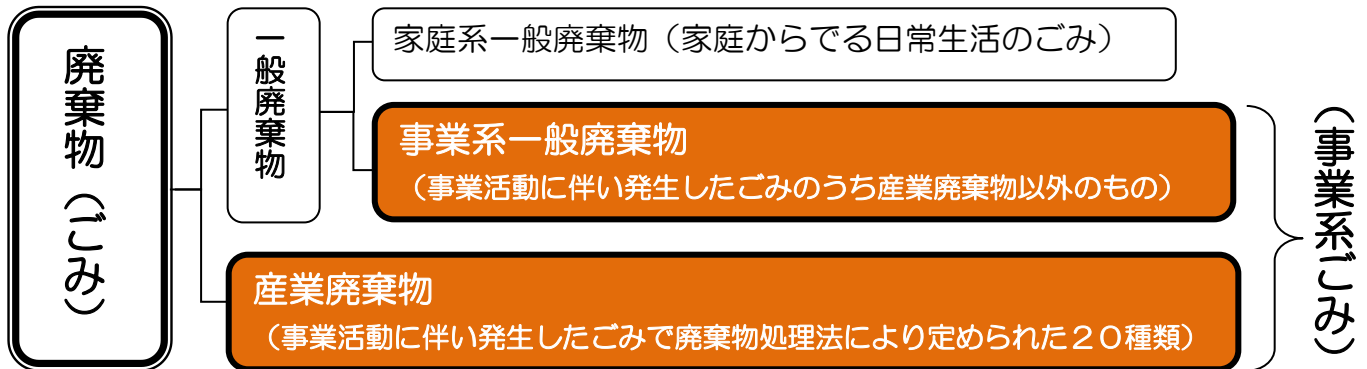 廃棄物（ごみ）
一般廃棄物
家庭系一般廃棄物（家庭からでる日常生活のごみ）
事業系一般廃棄物
（事業活動に伴い発生したごみのうち産業廃棄物以外のもの）
産業廃棄物
（事業活動に伴い発生したごみで廃棄物処理法により定められた２０種類）
（事業系ごみ）